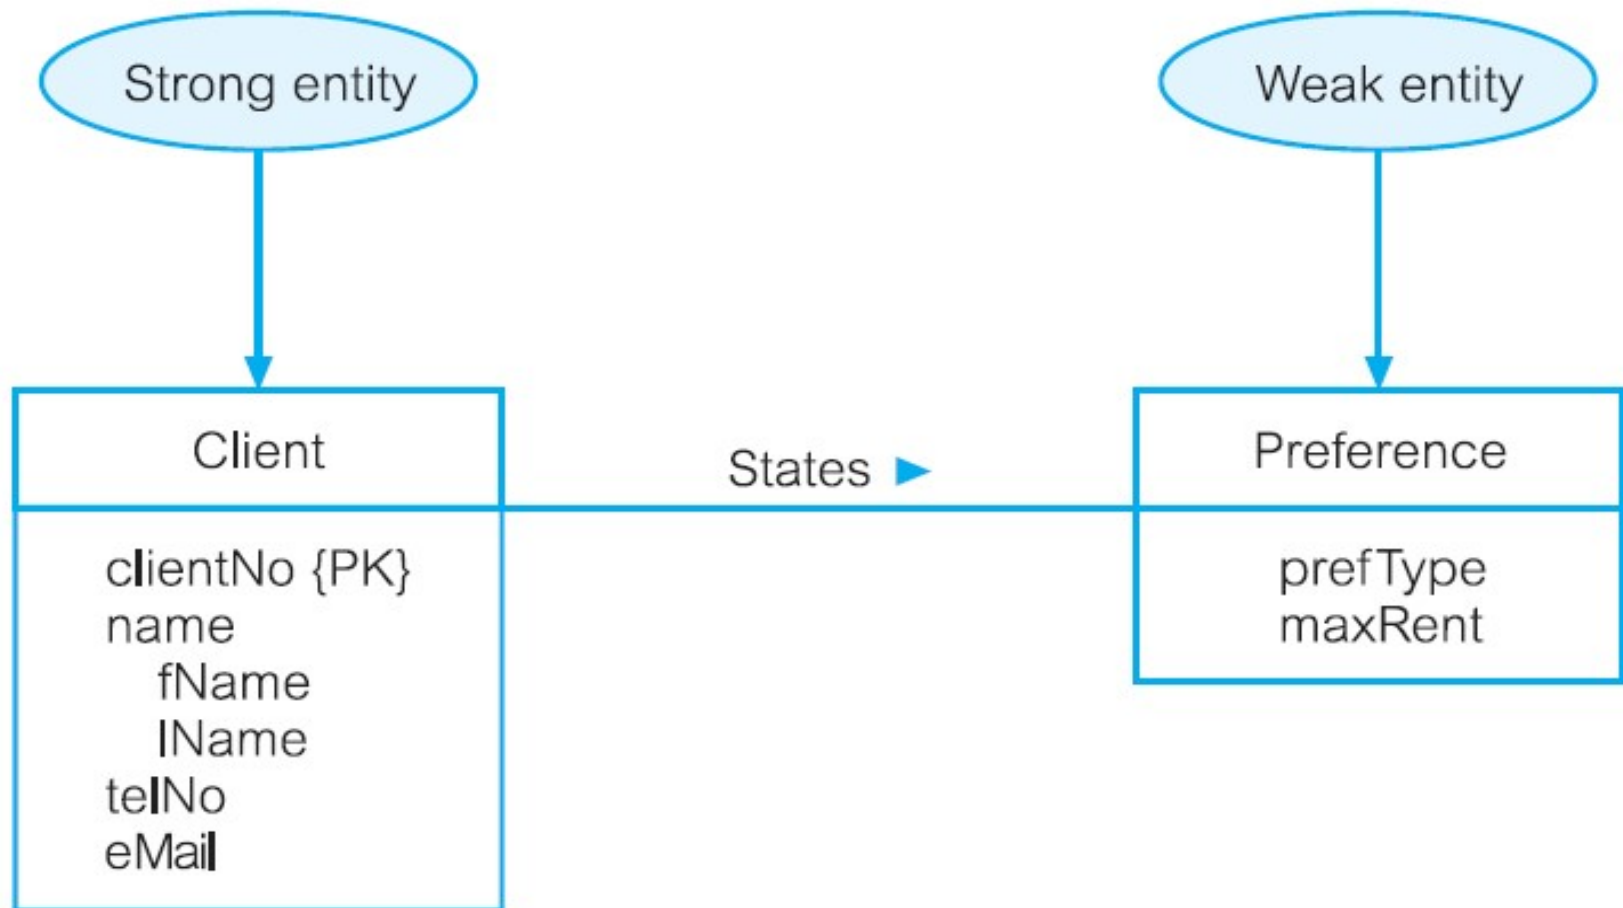 Strong entity
Weak entity
Client
States ►
Preference
clientNo {PK}
name
fName
lName
telNo
eMail
prefType
maxRent